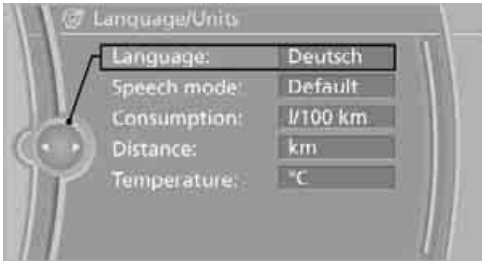 Language/Units
Language: Deutsch
Speech mode: Default
Consumption: l/100 km
Distance: km
Temperature: °C